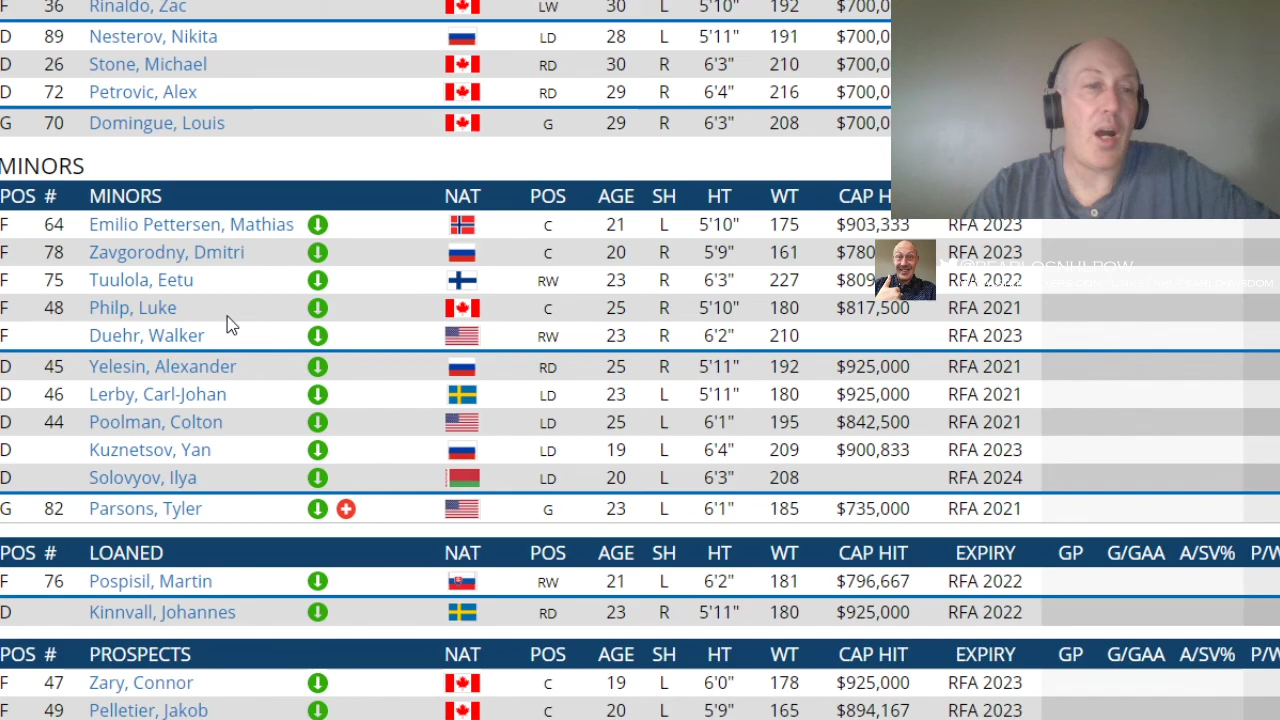 F 36 Rinaldo, Zac LW 30 L 5'10" 192 $700,0
D 89 Nesterov, Nikita LD 28 L 5'11" 191 $700,0
D 26 Stone, Michael RD 30 R 6'3" 210 $700,0
D 72 Petrovic, Alex RD 29 R 6'4" 216 $700,0
G 70 Domingue, Louis G 29 R 6'3" 208 $700,0
MINORS
POS # MINORS NAT POS AGE SH HT WT CAP H
F 64 Emilio Pettersen, Mathias C 21 L 5'10" 175 $903,333 RFA 2023
F 78 Zavgorodny, Dmitri C 20 L 5'9" 161 $780 RFA 2023
F 75 Tuulola, Eetu RW 23 R 6'3" 227 $809
F 48 Philp, Luke C 25 R 5'10" 180 $817,500 RFA 2021
F Duehr, Walker RW 23 R 6'2" 210 RFA 2023
D 45 Yelesin, Alexander RD 25 R 5'11" 192 $925,000 RFA 2021
D 46 Lerby, Carl-Johan LD 23 L 5'11" 180 $925,000 RFA 2021
D 44 Poolman, Colton LD 25 L 6'1" 195 $842,500 RFA 2021
D Kuznetsov, Yan LD 19 L 6'4" 209 $900,833 RFA 2023
D Solovyov, Ilya LD 20 L 6'3" 208 RFA 2024
G 82 Parsons, Tyler G 23 L 6'1" 185 $735,000 RFA 2021
POS # LOANED NAT POS AGE SH HT WT CAP HIT EXPIRY GP G/GAA A/SV% P/W
F 76 Pospisil, Martin RW 21 L 6'2" 181 $796,667 RFA 2022
D Kinnvall, Johannes RD 23 R 5'11" 180 $925,000 RFA 2022
POS # PROSPECTS NAT POS AGE SH HT WT CAP HIT EXPIRY GP G/GAA A/SV% P/W
F 47 Zary, Connor C 19 L 6'0" 178 $925,000 RFA 2023
F 49 Pelletier, Jakob C 20 L 5'9" 165 $894,167 RFA 2023